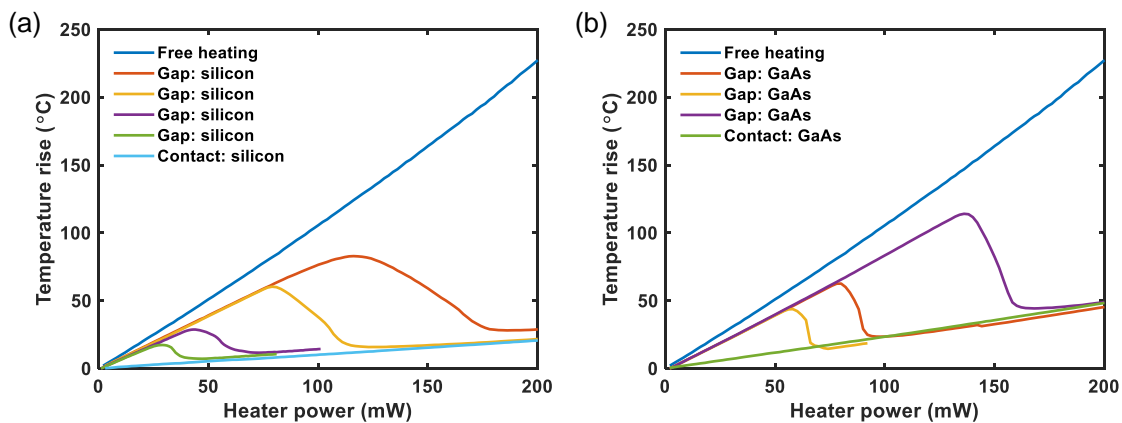 (a)
250
200
150
100
50
0
Temperature rise (°C)
Free heating
Gap: silicon
Gap: silicon
Gap: silicon
Gap: silicon
Contact: silicon
0 50 100 150 200
Heater power (mW)
(b)
250
200
150
100
50
0
Temperature rise (°C)
Free heating
Gap: GaAs
Gap: GaAs
Gap: GaAs
Contact: GaAs
0 50 100 150 200
Heater power (mW)